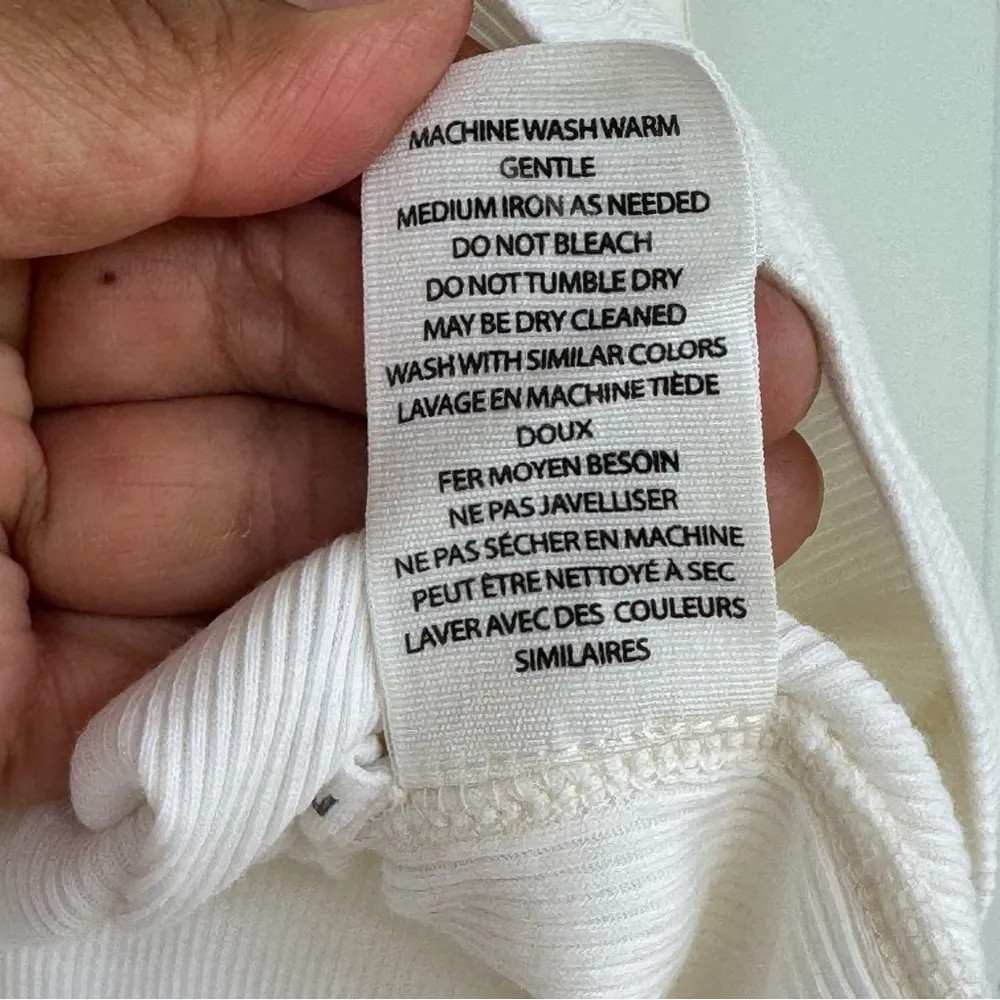 MACHINE WASH WARM
GENTLE
MEDIUM IRON AS NEEDED
DO NOT BLEACH
DO NOT TUMBLE DRY
MAY BE DRY CLEANED
WASH WITH SIMILAR COLORS
LAVAGE EN MACHINE TIÈDE
DOUX
FER MOYEN BESOIN
NE PAS JAVELLISER
NE PAS SÉCHER EN MACHINE
PEUT ÊTRE NETTOYÉ À SEC
LAVER AVEC DES COULEURS
SIMILAIRES